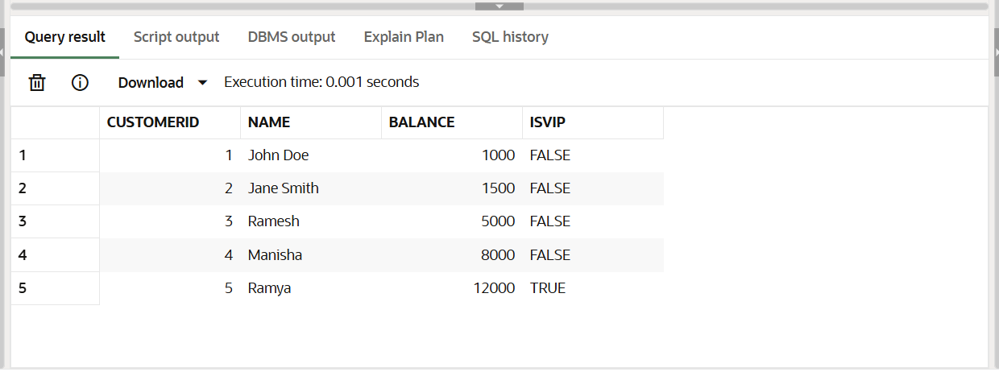 Query result Script output DBMS output Explain Plan SQL history
Download Execution time: 0.001 seconds
CUSTOMERID NAME BALANCE ISVIP
1 1 John Doe 1000 FALSE
2 2 Jane Smith 1500 FALSE
3 3 Ramesh 5000 FALSE
4 4 Manisha 8000 FALSE
5 5 Ramya 12000 TRUE